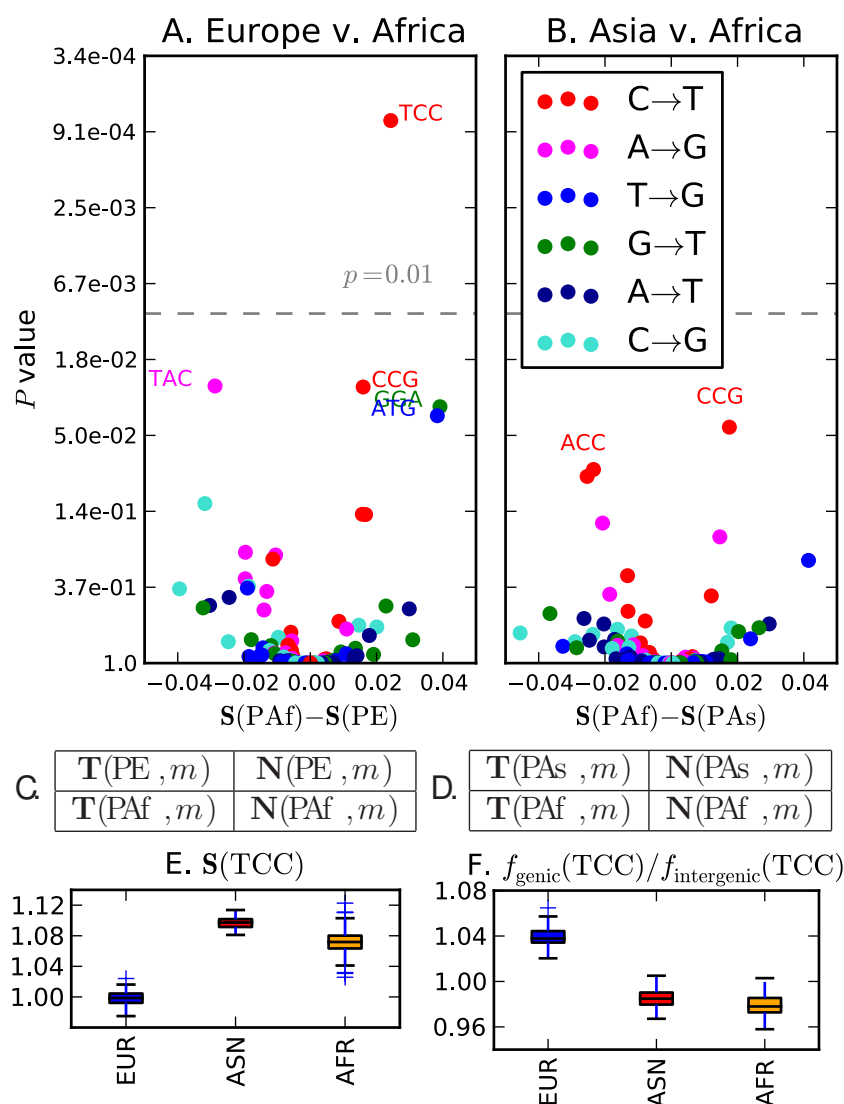 A. Europe v. Africa
B. Asia v. Africa
3.4e-04
9.1e-04
2.5e-03
6.7e-03
1.8e-02
5.0e-02
1.4e-01
3.7e-01
1.0
P value
TCC
p=0.01
TAC
CCG
GGA
ATG
−0.04 −0.02 0.00 0.02 0.04
S(PAf)−S(PE)
C→T
A→G
T→G
G→T
A→T
C→G
CCG
ACC
−0.04 −0.02 0.00 0.02 0.04
S(PAf)−S(PAs)
C.
T(PE ,m) N(PE ,m)
T(PAf ,m) N(PAf ,m)
D.
T(PAs ,m) N(PAs ,m)
T(PAf ,m) N(PAf ,m)
E. S(TCC)
1.12
1.08
1.04
1.00
EUR
ASN
AFR
F. fgenic(TCC)/fintergenic(TCC)
1.08
1.04
1.00
0.96
EUR
ASN
AFR